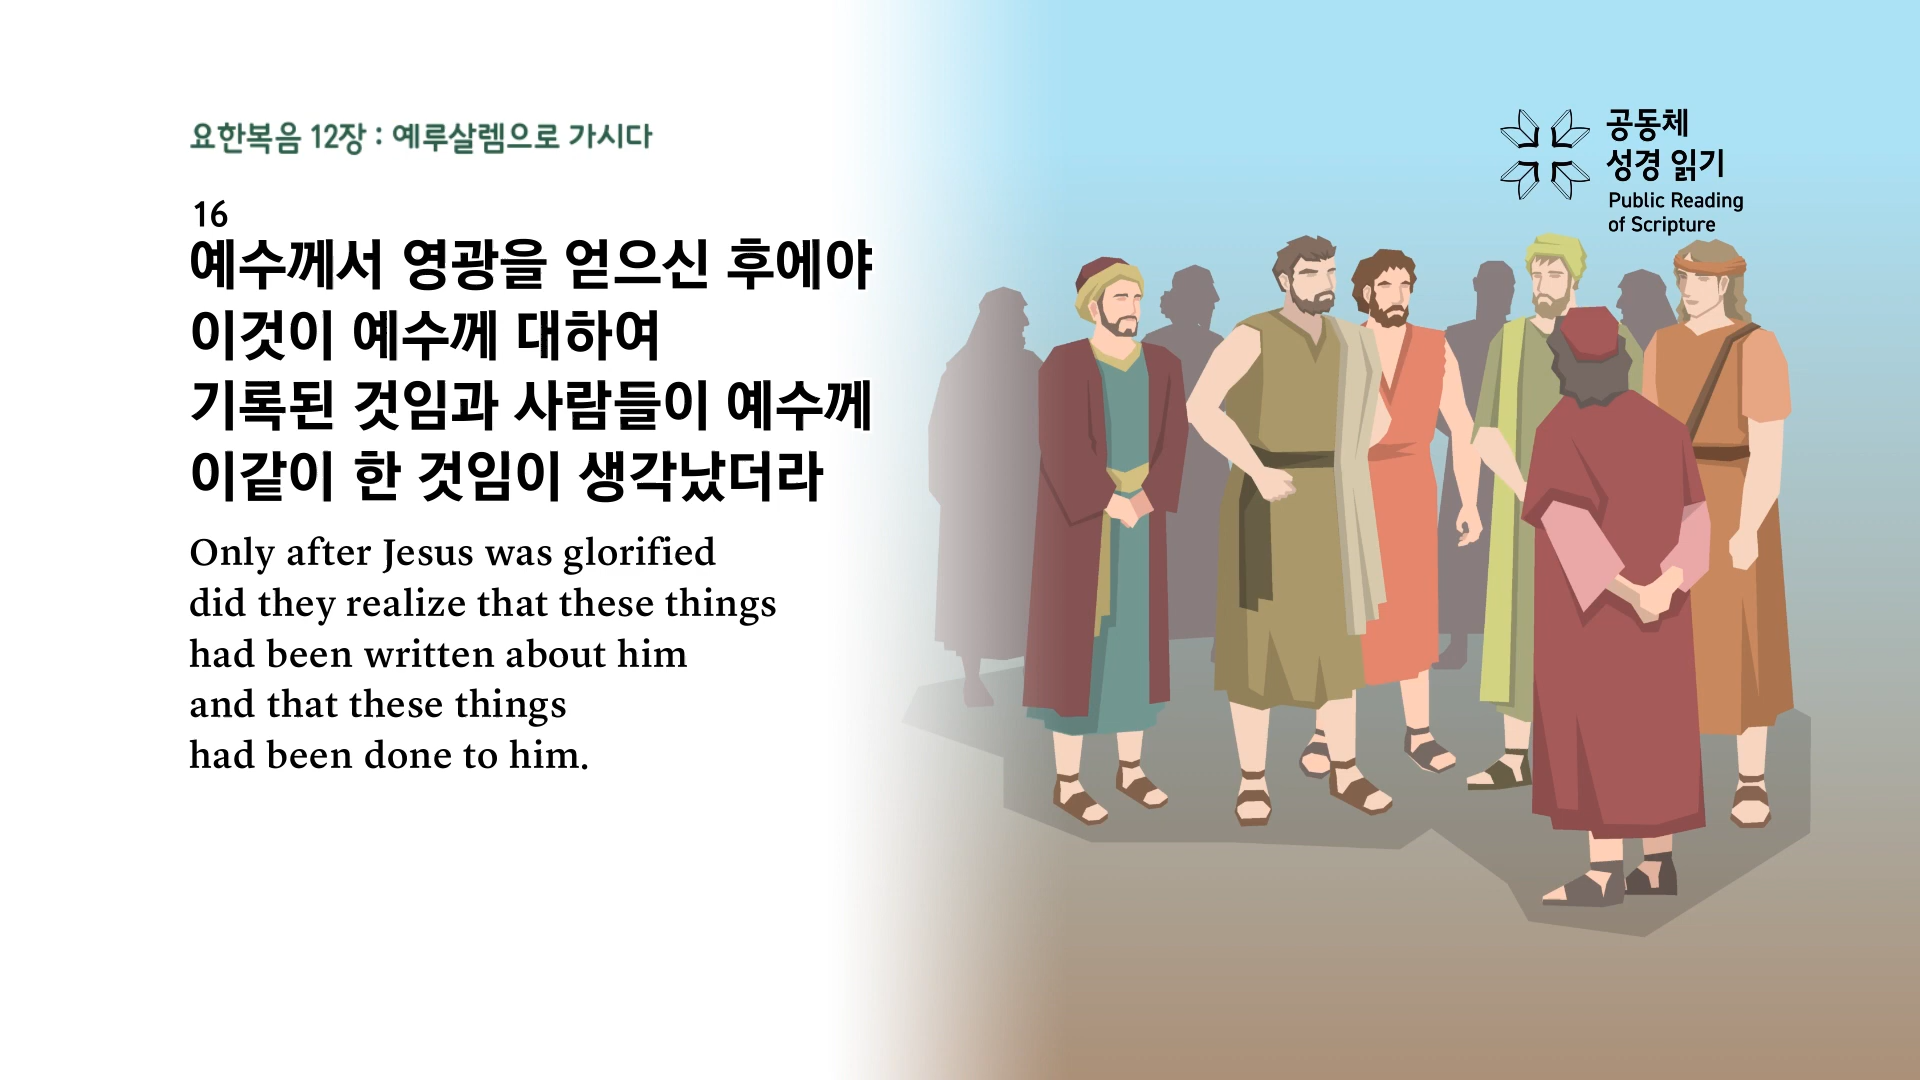 요한복음 12장 : 예루살렘으로 가시다
16
예수께서 영광을 얻으신 후에야
이것이 예수께 대하여
기록된 것임과 사람들이 예수께
이같이 한 것임이 생각났더라
Only after Jesus was glorified
did they realize that these things
had been written about him
and that these things
had been done to him.
공동체
성경 읽기
Public Reading
of Scripture